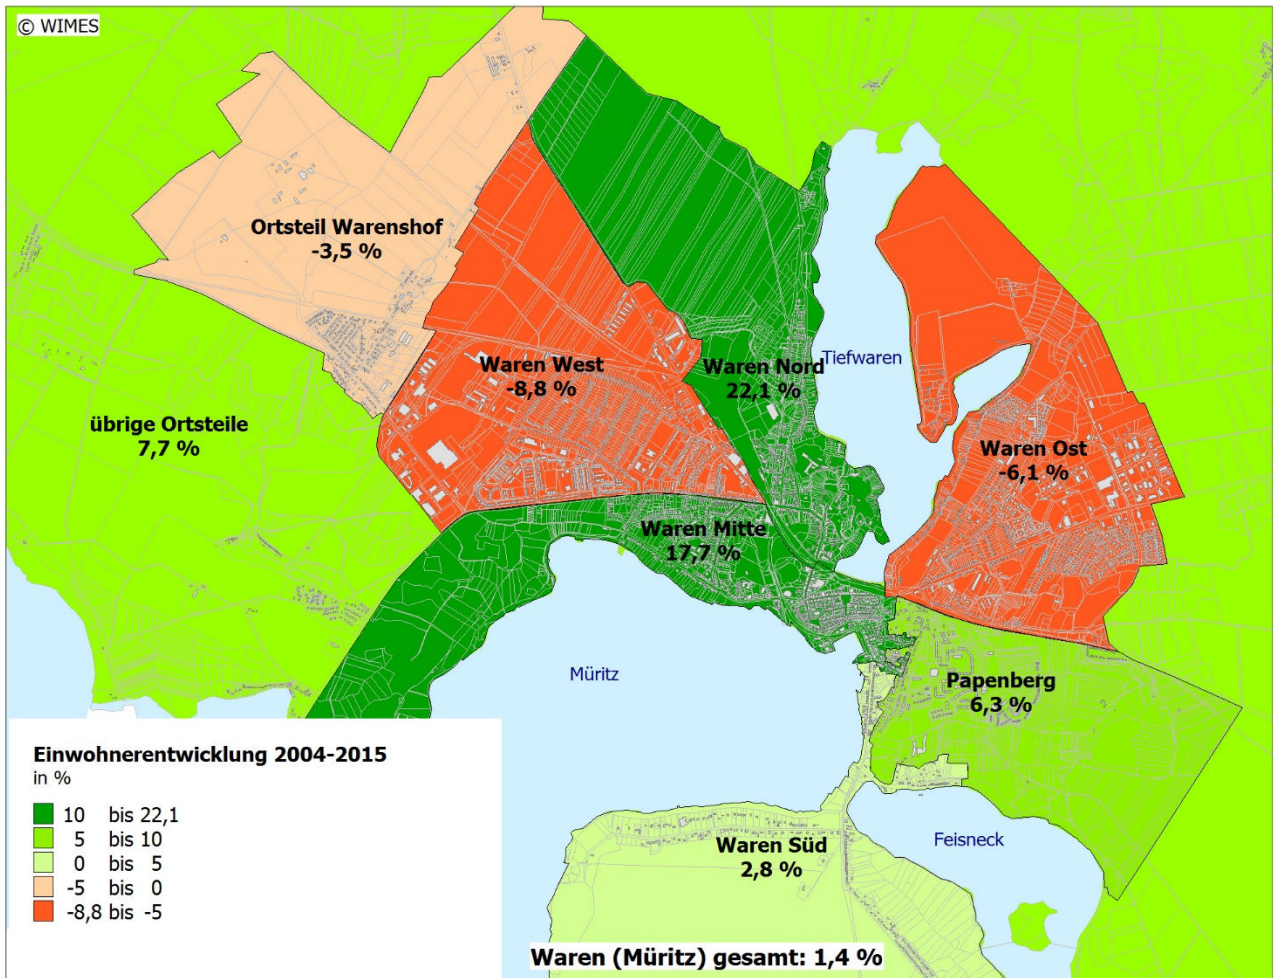 © WIMES
Ortsteil Warenshof
-3,5 %
Waren West
-8,8 %
Waren Nord
22,1 %
Tiefwaren
übrige Ortsteile
7,7 %
Waren Ost
-6,1 %
Waren Mitte
17,7 %
Müritz
Papenberg
6,3 %
Waren Süd
2,8 %
Feisneck
Einwohnerentwicklung 2004-2015
in %
10 bis 22,1
5 bis 10
0 bis 5
-5 bis 0
-8,8 bis -5
Waren (Müritz) gesamt: 1,4 %